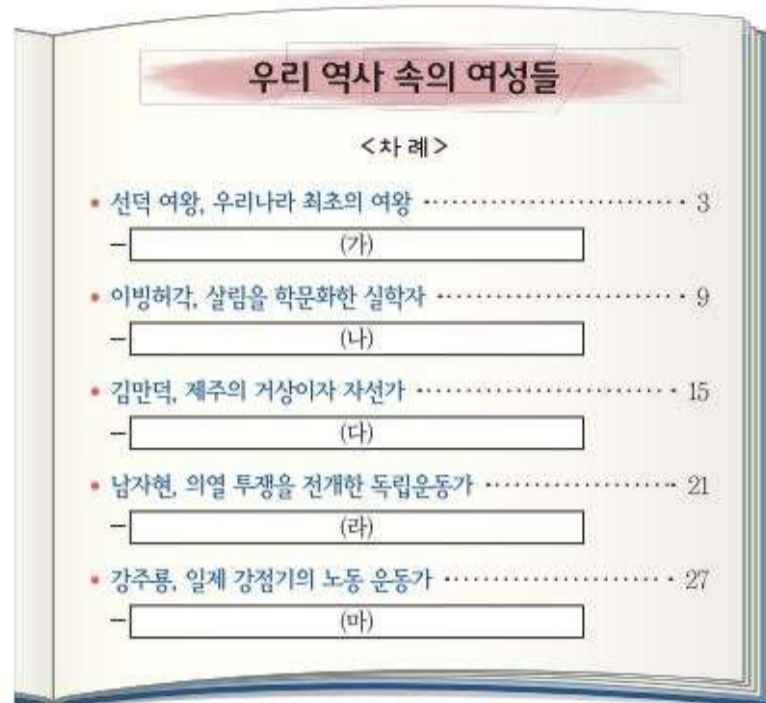 우리 역사 속의 여성들
<차 례>
• 선덕 여왕, 우리나라 최초의 여왕 ························ 3
- (가)
• 이빙허각, 살림을 학문화한 실학자 ······················· 9
- (나)
• 김만덕, 제주의 거상이자 자선가 ························ 15
- (다)
• 남자현, 의열 투쟁을 전개한 독립운동가 ·················· 21
- (라)
• 강주룡, 일제 강점기의 노동 운동가 ······················ 27
- (마)